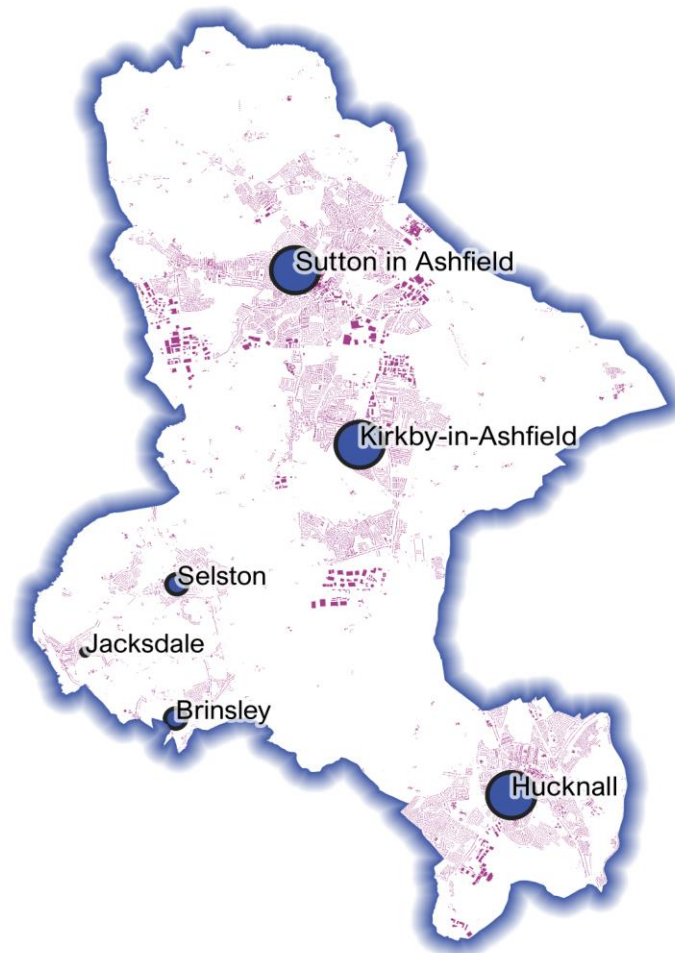 Sutton in Ashfield
Kirkby-in-Ashfield
Selston
Jacksdale
Brinsley
Hucknall